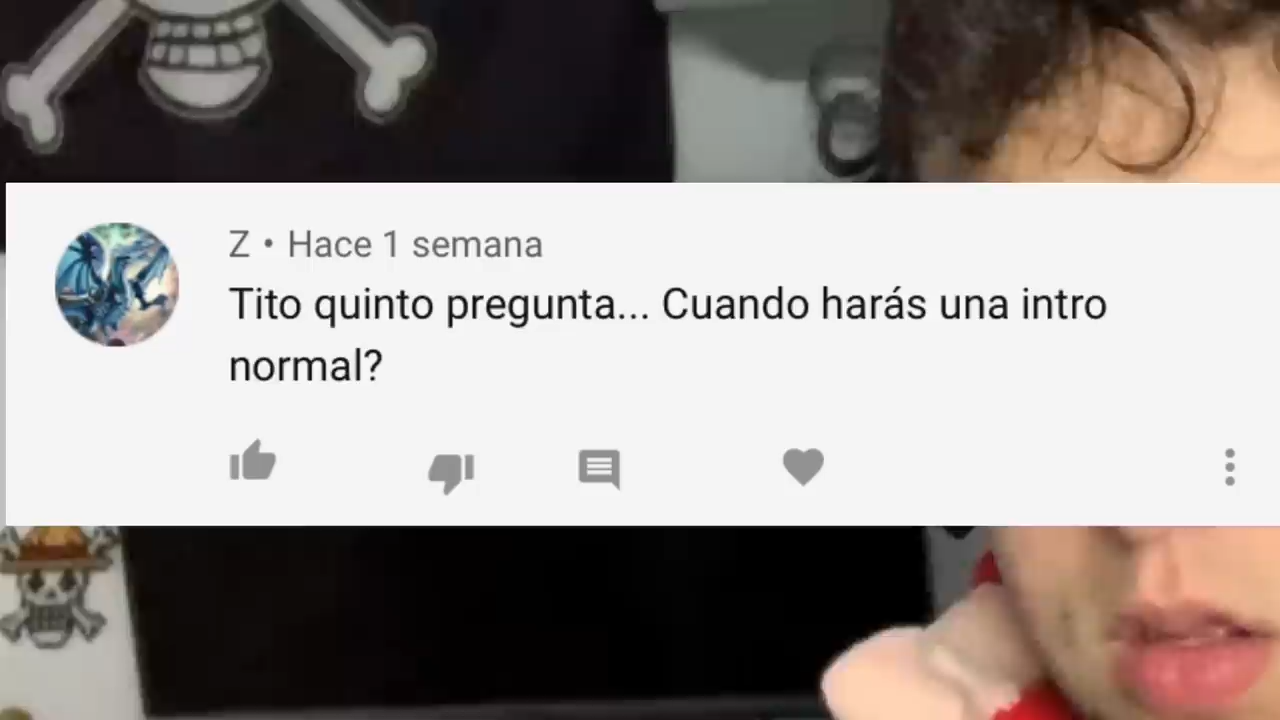 Z • Hace 1 semana
Tito quinto pregunta... Cuando harás una intro
normal?